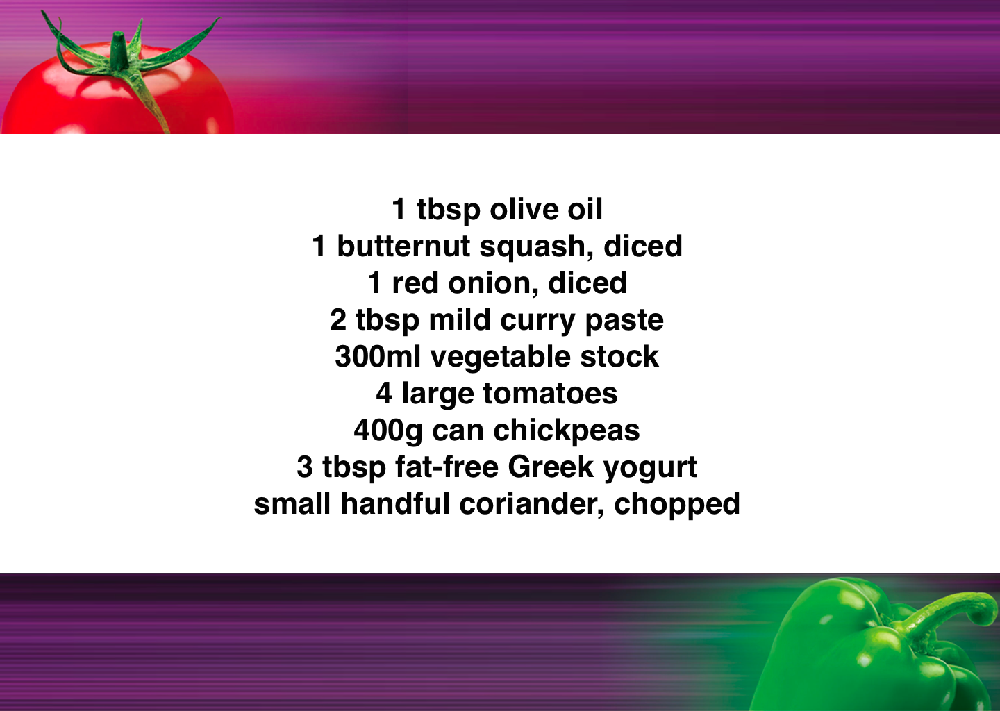 1 tbsp olive oil
1 butternut squash, diced
1 red onion, diced
2 tbsp mild curry paste
300ml vegetable stock
4 large tomatoes
400g can chickpeas
3 tbsp fat-free Greek yogurt
small handful coriander, chopped